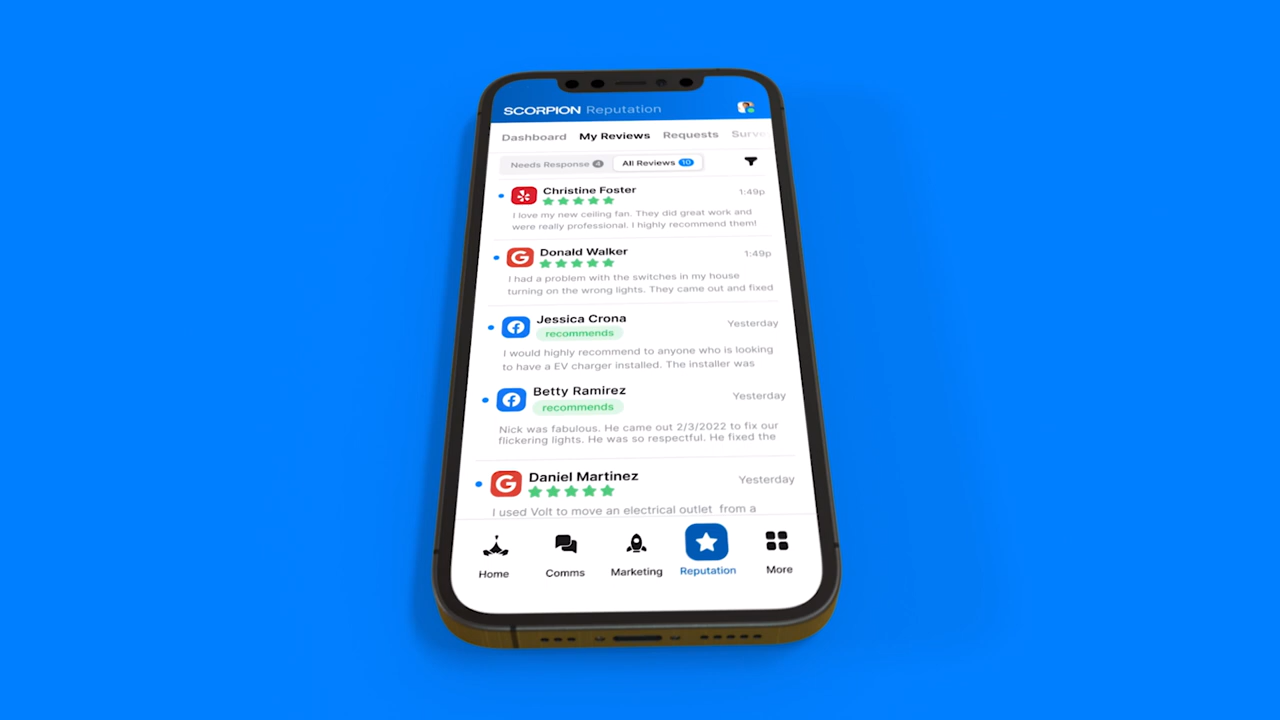 SCORPION Reputation
Dashboard My Reviews Requests Surve
Needs Response 4 All Reviews 10
Christine Foster 1:49p
I love my new ceiling fan. They did great work and
were really professional. I highly recommend them!
Donald Walker 1:49p
I had a problem with the switches in my house
turning on the wrong lights. They came out and fixed
Jessica Crona Yesterday
recommends
I would highly recommend to anyone who is looking
to have a EV charger installed. The installer was
Betty Ramirez Yesterday
recommends
Nick was fabulous. He came out 2/3/2022 to fix our
flickering lights. He was so respectful. He fixed the
Daniel Martinez Yesterday
I used Volt to move an electrical outlet from a
Home Comms Marketing Reputation More